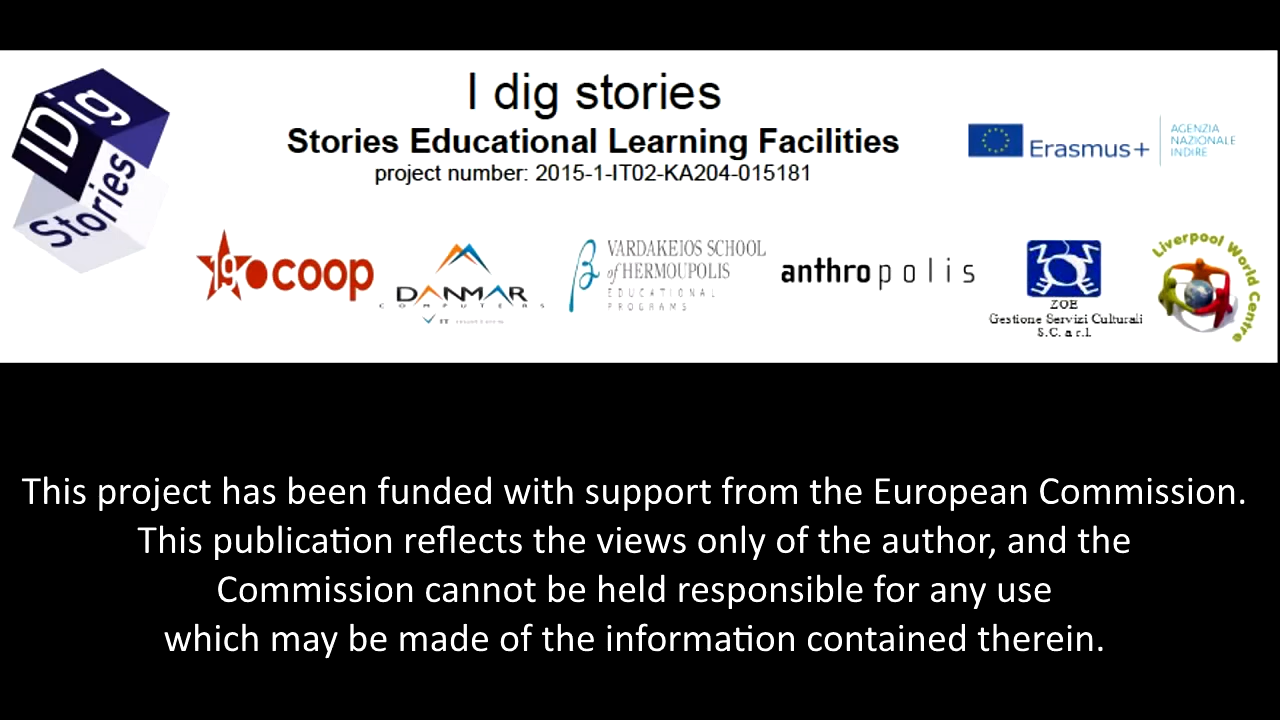 IDig
Stories
I dig stories
Stories Educational Learning Facilities
project number: 2015-1-IT02-KA204-015181
Erasmus+
AGENZIA
NAZIONALE
INDIRE
19 coop
DANMAR
COMPUTERS
IT
β VARDAKEIOS SCHOOL
of HERMOUPOLIS
EDUCATIONAL
PROGRAMS
anthropolis
ZOE
Gestione Servizi Culturali
S.C. a r.l.
Liverpool World Centre
This project has been funded with support from the European Commission.
This publication reflects the views only of the author, and the
Commission cannot be held responsible for any use
which may be made of the information contained therein.